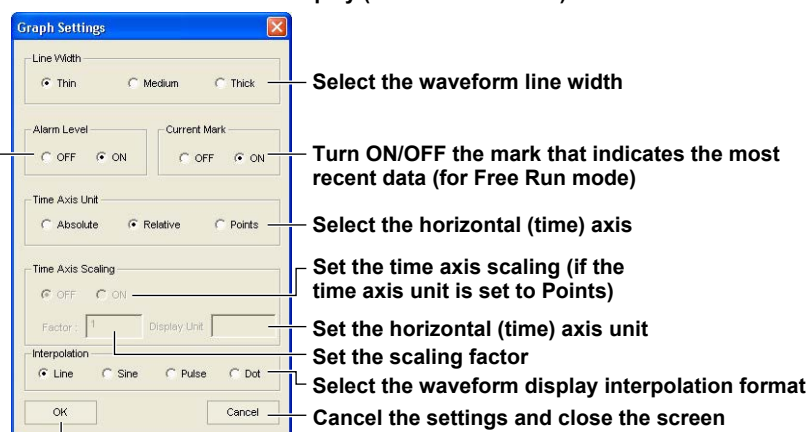 Graph Settings
Line Width
Thin Medium Thick
Select the waveform line width
Alarm Level Current Mark
OFF ON OFF ON
Turn ON/OFF the mark that indicates the most
recent data (for Free Run mode)
Time Axis Unit
Absolute Relative Points
Select the horizontal (time) axis
Time Axis Scaling
OFF ON
Set the time axis scaling (if the
time axis unit is set to Points)
Factor : 1 Display Unit
Set the horizontal (time) axis unit
Set the scaling factor
Interpolation
Line Sine Pulse Dot
Select the waveform display interpolation format
OK Cancel
Cancel the settings and close the screen